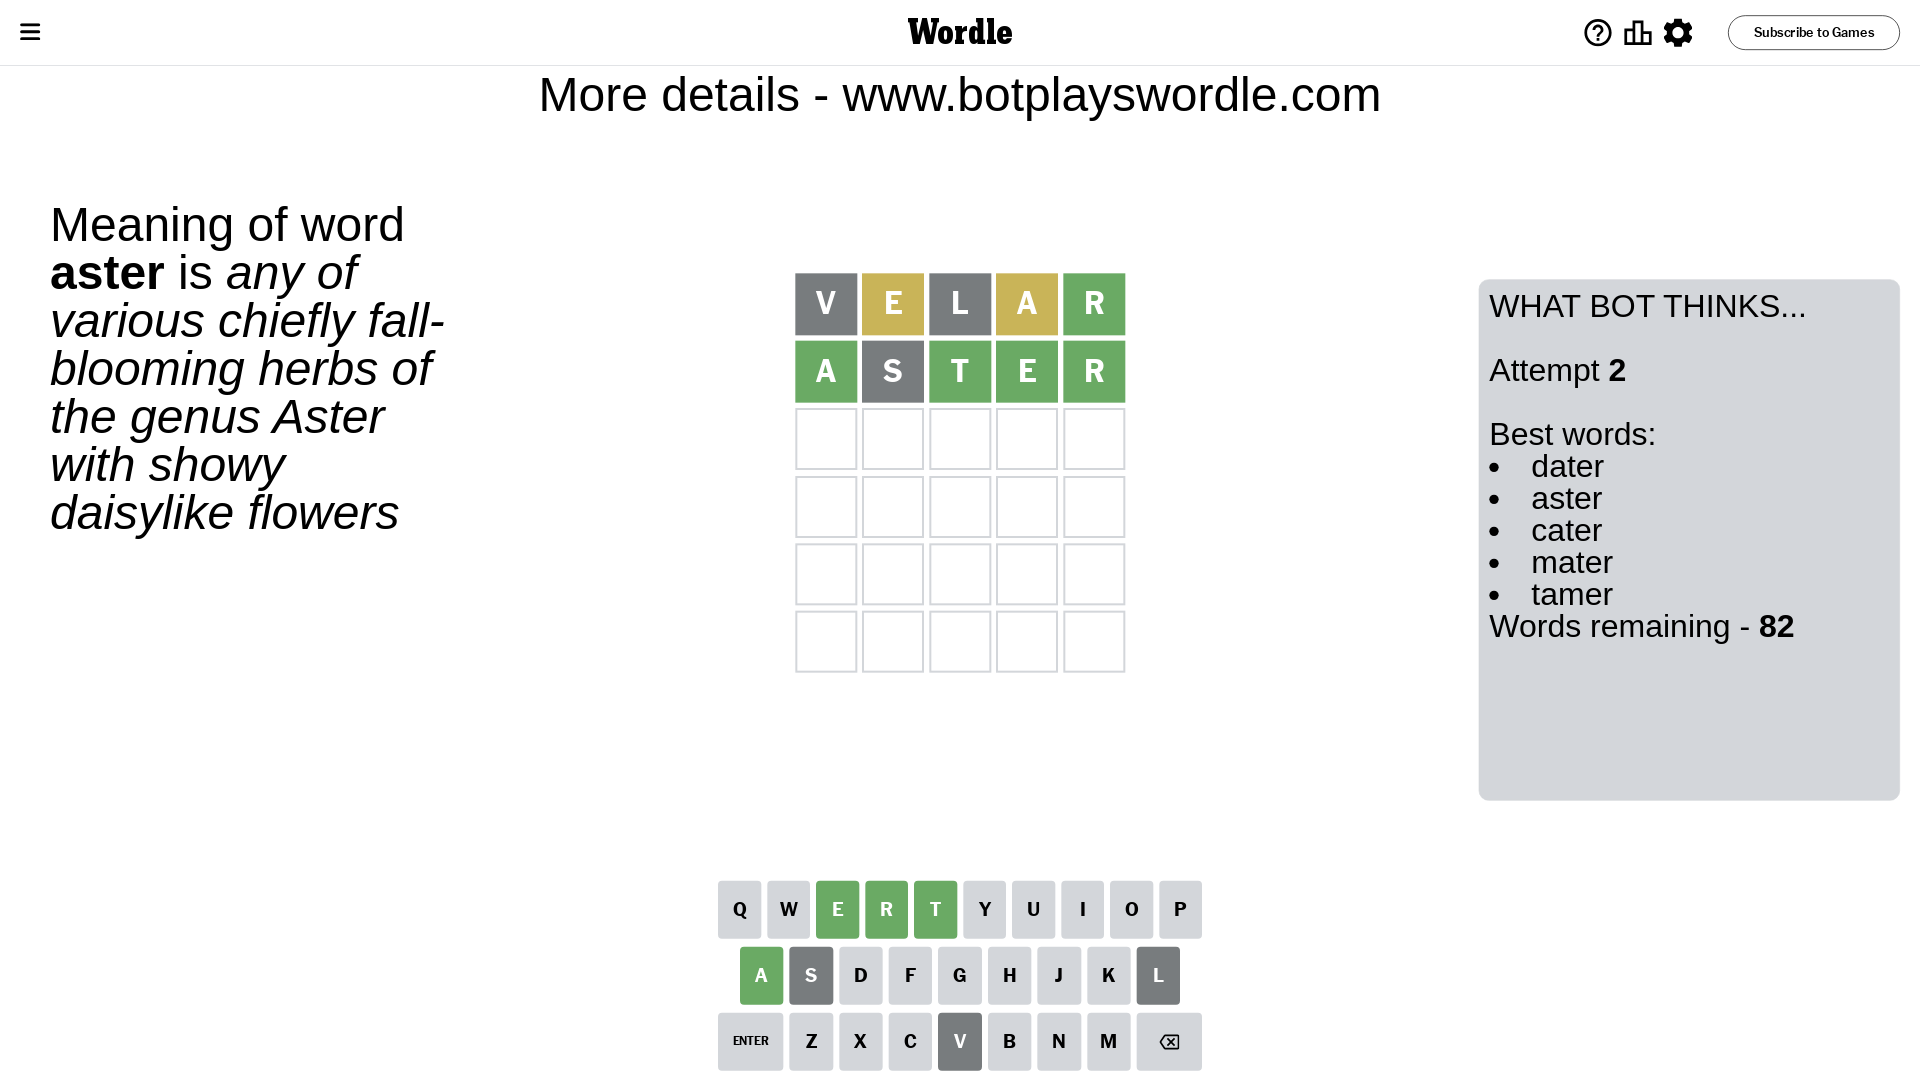 Wordle
Subscribe to Games
More details - www.botplayswordle.com
Meaning of word
aster is any of
various chiefly fall-
blooming herbs of
the genus Aster
with showy
daisylike flowers
V E L A R
A S T E R
WHAT BOT THINKS...
Attempt 2
Best words:
• dater
• aster
• cater
• mater
• tamer
Words remaining - 82
Q W E R T Y U I O P
A S D F G H J K L
ENTER Z X C V B N M